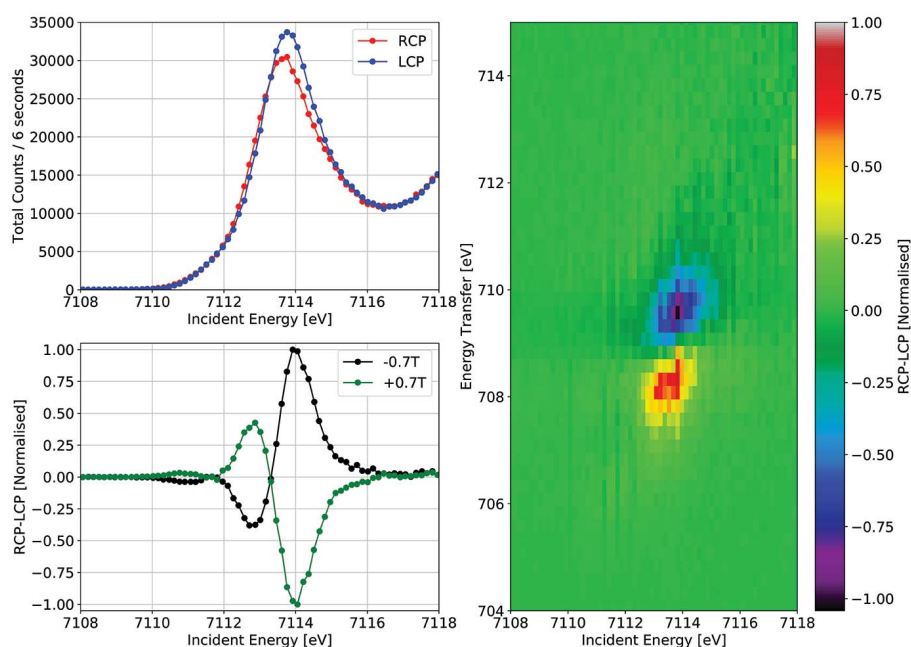 35000
30000
25000
20000
15000
10000
5000
0
Total Counts / 6 seconds
RCP
LCP
7108 7110 7112 7114 7116 7118
Incident Energy [eV]
1.00
0.75
0.50
0.25
0.00
−0.25
−0.50
−0.75
−1.00
RCP-LCP [Normalised]
-0.7T
+0.7T
7108 7110 7112 7114 7116 7118
Incident Energy [eV]
714
712
710
708
706
704
Energy Transfer [eV]
7108 7110 7112 7114 7116 7118
Incident Energy [eV]
1.00
0.75
0.50
0.25
0.00
−0.25
−0.50
−0.75
−1.00
RCP-LCP [Normalised]